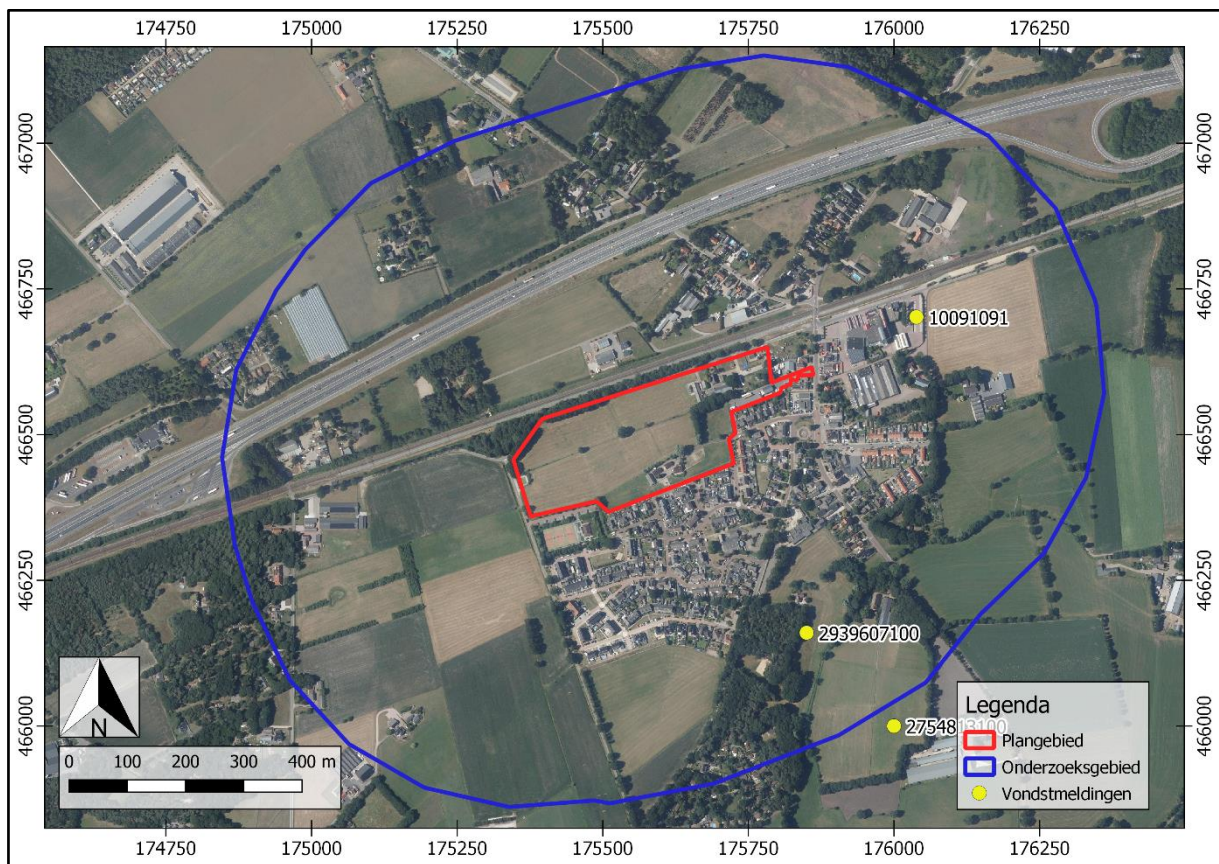 174750 175000 175250 175500 175750 176000 176250
467000 467000
466750 466750
10091091
466500 466500
466250 466250
2939607100
2754813100
466000 466000
Legenda
Plangebied
Onderzoeksgebied
Vondstmeldingen
N
0 100 200 300 400 m
174750 175000 175250 175500 175750 176000 176250